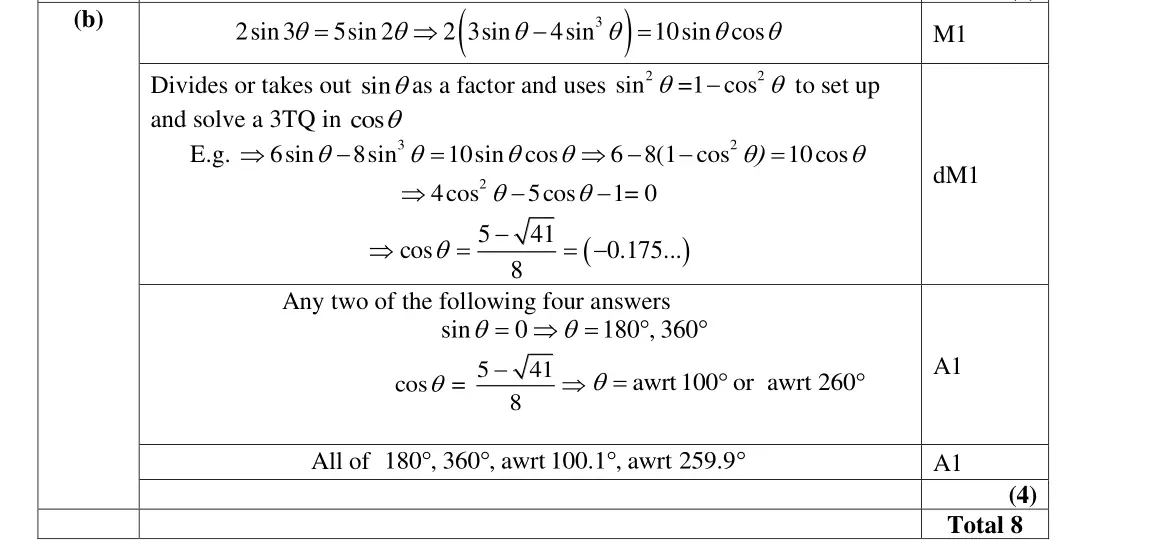 (b) 2 sin 3θ = 5 sin 2θ ⇒ 2(3 sin θ − 4 sin³ θ) = 10 sin θ cos θ M1
Divides or takes out sin θ as a factor and uses sin² θ =1 − cos² θ to set up
and solve a 3TQ in cos θ
E.g. ⇒ 6 sin θ − 8 sin³ θ = 10 sin θ cos θ ⇒ 6 − 8(1 − cos² θ) = 10 cos θ
dM1
⇒ 4 cos² θ − 5 cos θ − 1= 0
⇒ cos θ = (5 − √41)/8 = (−0.175...)
Any two of the following four answers
sin θ = 0 ⇒ θ = 180°, 360°
cos θ = (5 − √41)/8 ⇒ θ = awrt 100° or awrt 260° A1
All of 180°, 360°, awrt 100.1°, awrt 259.9° A1
(4)
Total 8